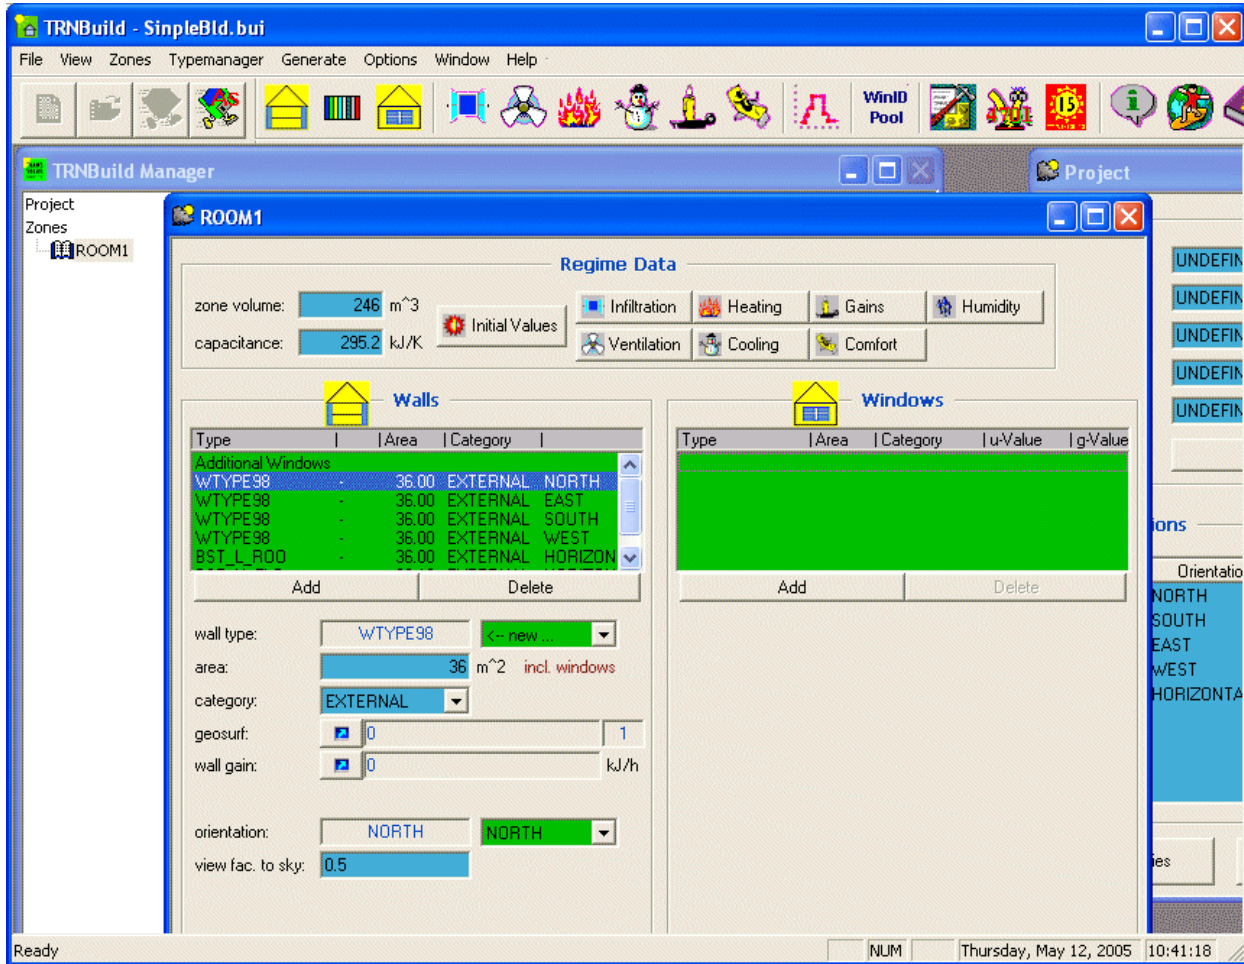 TRNBuild - SinpleBld.bui
File View Zones Typemanager Generate Options Window Help
WinID
Pool
15
TRNBuild Manager
Project
Project
Zones
ROOM1
ROOM1
Regime Data
zone volume: 246 m^3
capacitance: 295.2 kJ/K
Initial Values
Infiltration Heating Gains Humidity
Ventilation Cooling Comfort
UNDEFIN
UNDEFIN
UNDEFIN
UNDEFIN
UNDEFIN
Walls
Type | | Area | Category |
Additional Windows
WTYPE98 - 36.00 EXTERNAL NORTH
WTYPE98 - 36.00 EXTERNAL EAST
WTYPE98 - 36.00 EXTERNAL SOUTH
WTYPE98 - 36.00 EXTERNAL WEST
BST_L_ROO - 36.00 EXTERNAL HORIZON
Add Delete
wall type: WTYPE98 <-- new ...
area: 36 m^2 incl. windows
category: EXTERNAL
geosurf: 0 1
wall gain: 0 kJ/h
orientation: NORTH NORTH
view fac. to sky: 0.5
Windows
Type | Area | Category | u-Value | g-Value
Add Delete
ions
Orientatio
NORTH
SOUTH
EAST
WEST
HORIZONTA
ies
Ready NUM Thursday, May 12, 2005 10:41:18